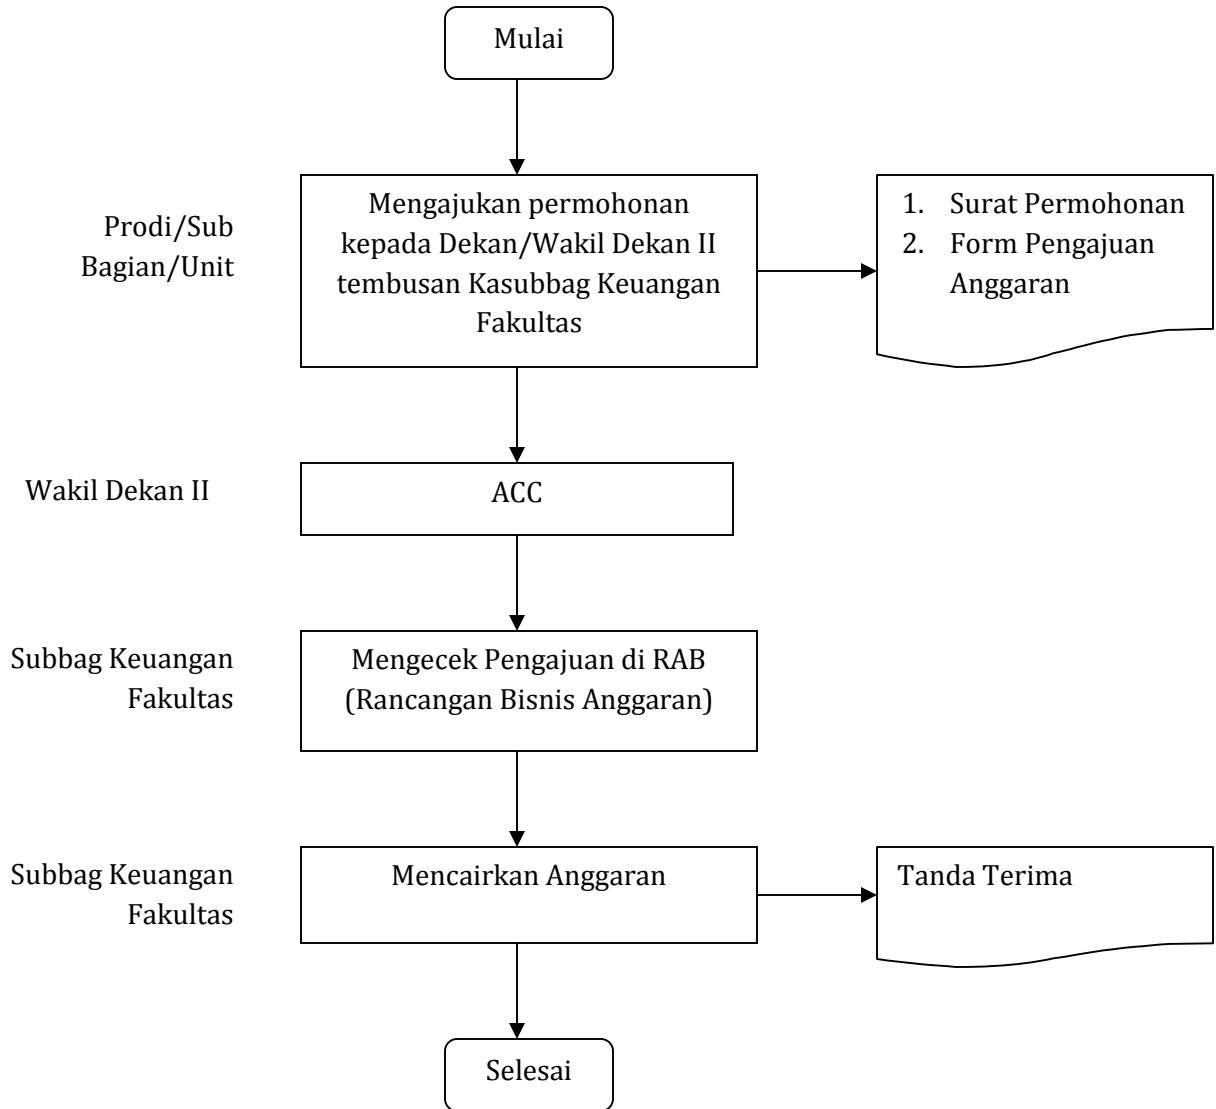 Mulai
Prodi/Sub
Bagian/Unit
Mengajukan permohonan
kepada Dekan/Wakil Dekan II
tembusan Kasubbag Keuangan
Fakultas
1. Surat Permohonan
2. Form Pengajuan
Anggaran
Wakil Dekan II
ACC
Subbag Keuangan
Fakultas
Mengecek Pengajuan di RAB
(Rancangan Bisnis Anggaran)
Subbag Keuangan
Fakultas
Mencairkan Anggaran
Tanda Terima
Selesai